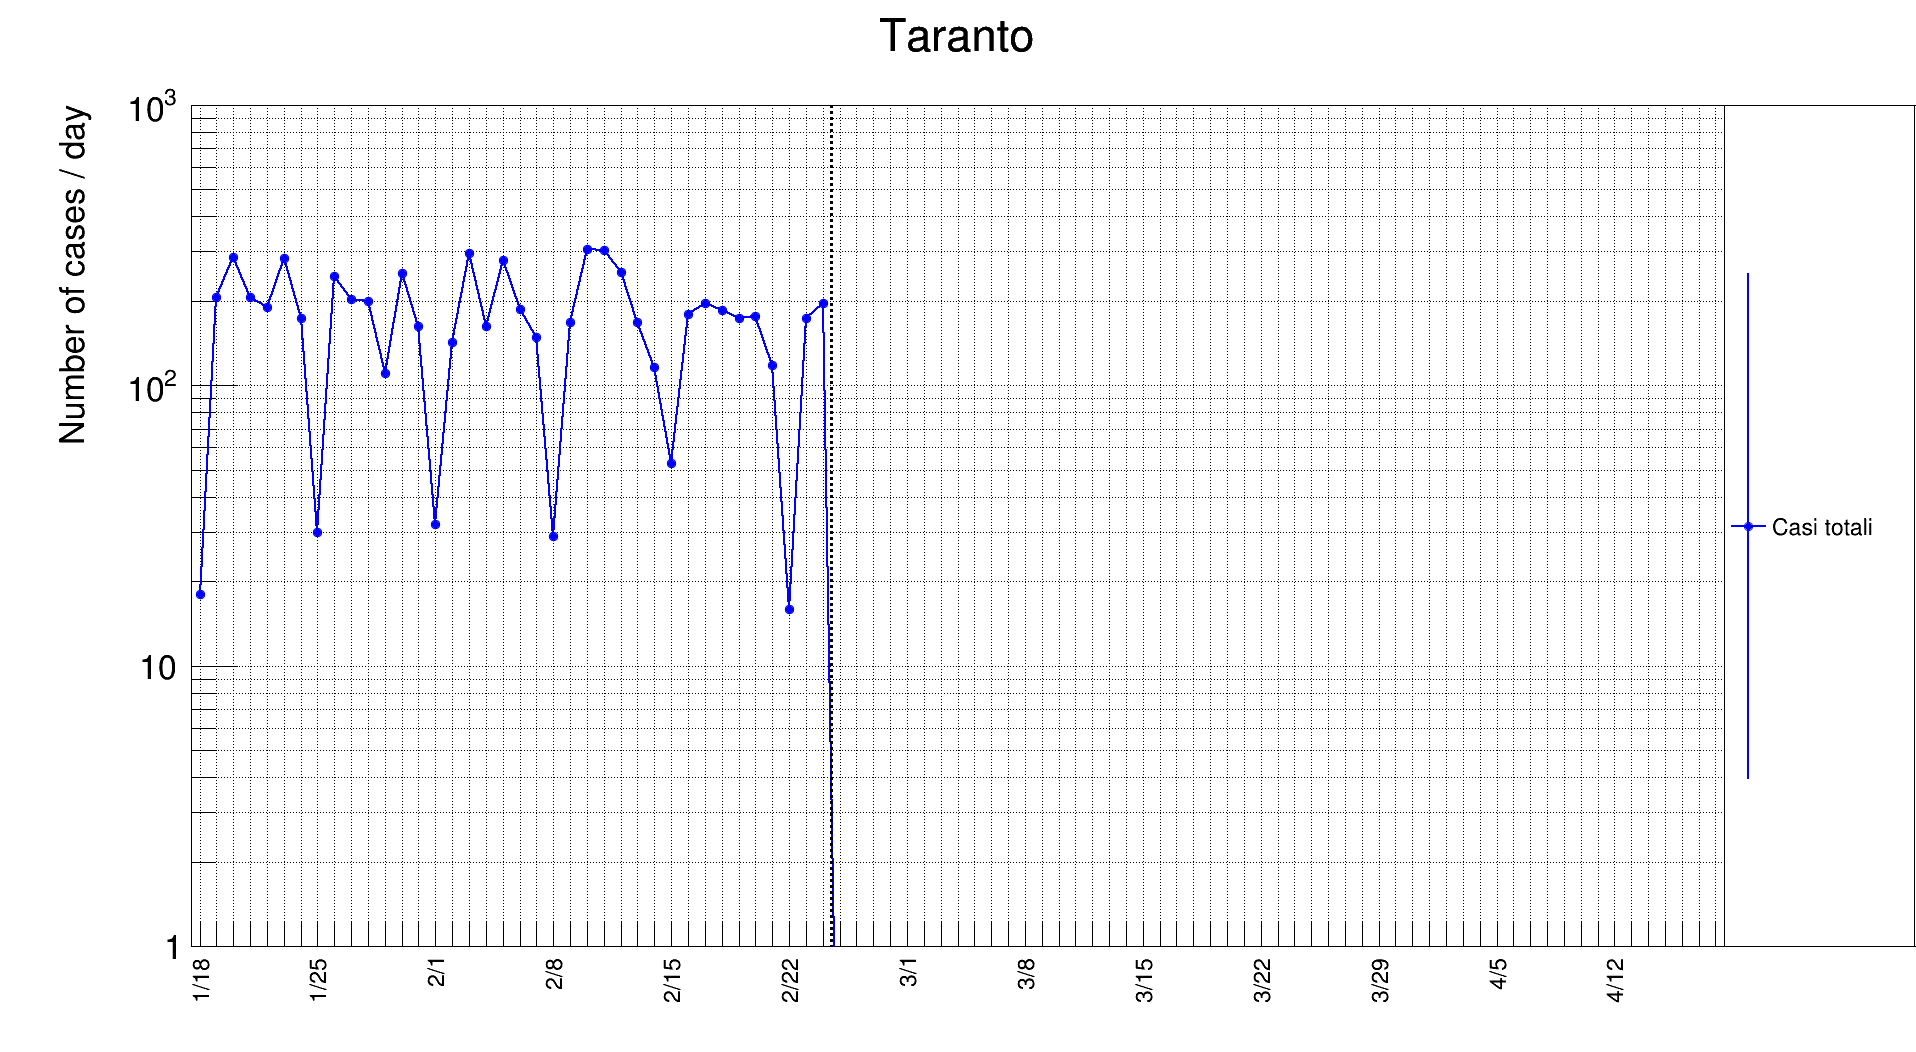 Taranto
Number of cases / day
10³
10²
10
1
1/18 1/25 2/1 2/8 2/15 2/22 3/1 3/8 3/15 3/22 3/29 4/5 4/12
Casi totali